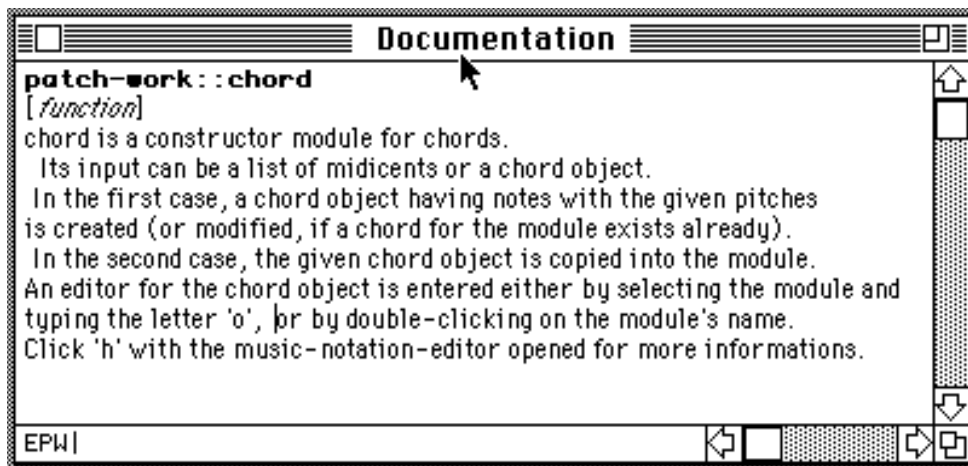 Documentation
patch-work::chord
[function]
chord is a constructor module for chords.
Its input can be a list of midicents or a chord object.
In the first case, a chord object having notes with the given pitches
is created (or modified, if a chord for the module exists already).
In the second case, the given chord object is copied into the module.
An editor for the chord object is entered either by selecting the module and
typing the letter 'o', or by double-clicking on the module's name.
Click 'h' with the music-notation-editor opened for more informations.
EPW